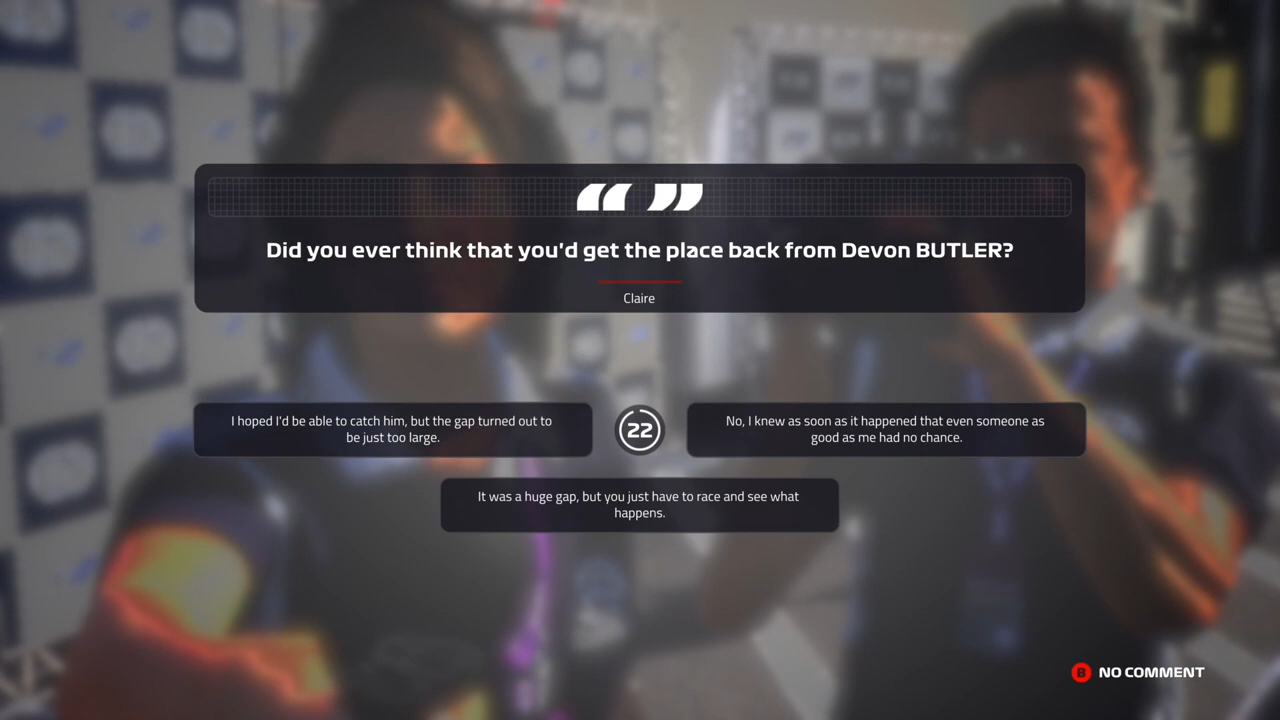 Did you ever think that you'd get the place back from Devon BUTLER?
Claire
I hoped I'd be able to catch him, but the gap turned out to
be just too large.
22
No, I knew as soon as it happened that even someone as
good as me had no chance.
It was a huge gap, but you just have to race and see what
happens.
B NO COMMENT